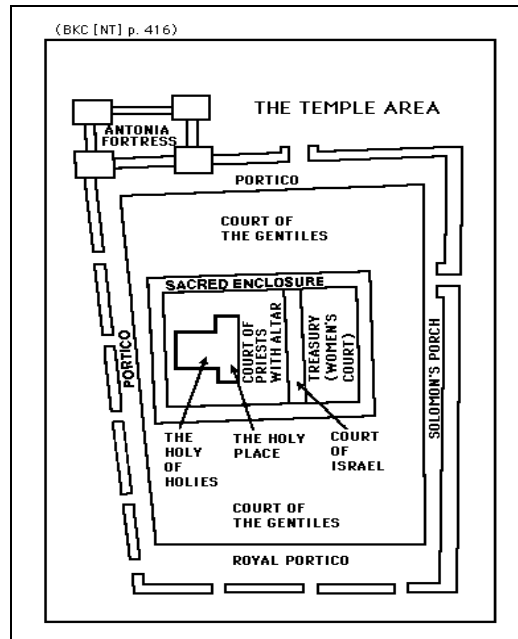 (BKC [NT] p. 416)
THE TEMPLE AREA
ANTONIA
FORTRESS
PORTICO
COURT OF
THE GENTILES
SACRED ENCLOSURE
PORTICO
COURT OF
PRIESTS
WITH ALTAR
TREASURY
(WOMEN'S
COURT)
SOLOMON'S PORCH
THE
HOLY
OF
HOLIES
THE HOLY
PLACE
COURT
OF
ISRAEL
COURT OF
THE GENTILES
ROYAL PORTICO